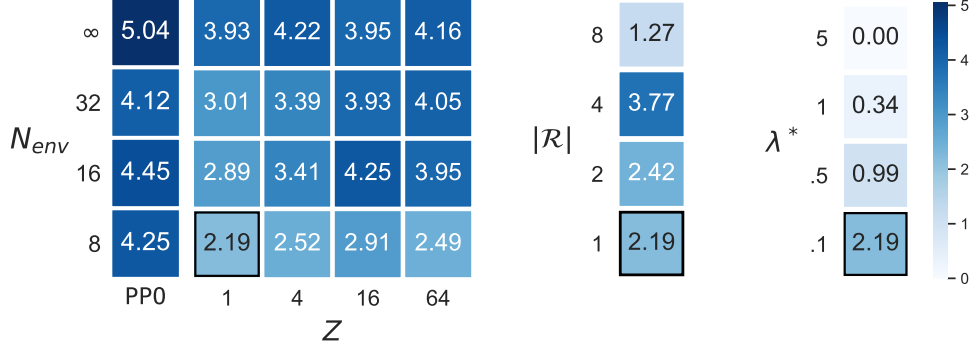 ∞ 5.04 3.93 4.22 3.95 4.16
32 4.12 3.01 3.39 3.93 4.05
16 4.45 2.89 3.41 4.25 3.95
8 4.25 2.19 2.52 2.91 2.49
N_env
PPO 1 4 16 64
Z
8 1.27
4 3.77
2 2.42
1 2.19
|ℛ|
5 0.00
1 0.34
.5 0.99
.1 2.19
λ*
5
4
3
2
1
0